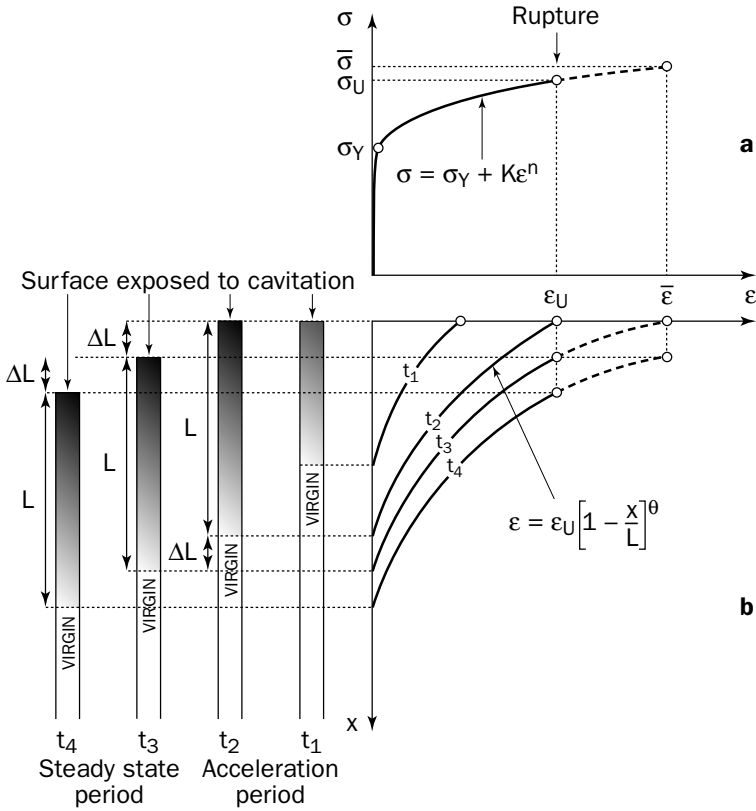 σ
Rupture
σ̅
σU
σY
a
σ = σY + Kεⁿ
Surface exposed to cavitation
εU
ε̅
ε
ΔL
ΔL
t1
L
t2
L
t3
L
t4
VIRGIN
ε = εU[1 – x/L]^θ
ΔL
VIRGIN
VIRGIN
VIRGIN
b
x
t4
t3
t2
t1
Steady state
period
Acceleration
period